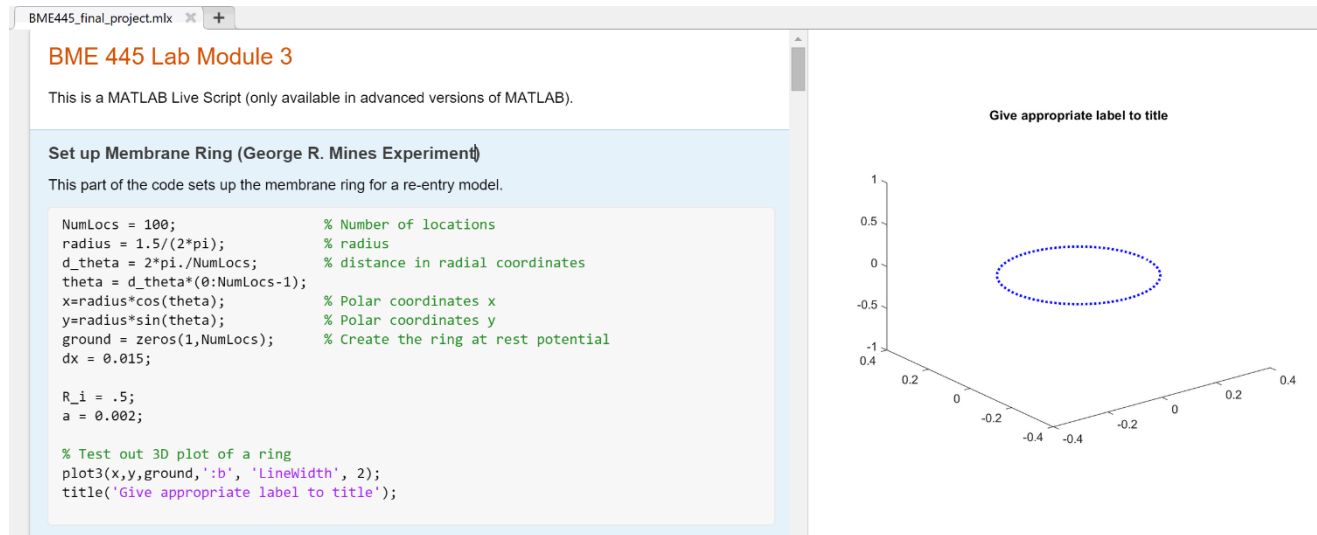 BME445_final_project.mlx × +
BME 445 Lab Module 3
This is a MATLAB Live Script (only available in advanced versions of MATLAB).
Set up Membrane Ring (George R. Mines Experiment)
This part of the code sets up the membrane ring for a re-entry model.
NumLocs = 100; % Number of locations
radius = 1.5/(2*pi); % radius
d_theta = 2*pi./NumLocs; % distance in radial coordinates
theta = d_theta*(0:NumLocs-1);
x=radius*cos(theta); % Polar coordinates x
y=radius*sin(theta); % Polar coordinates y
ground = zeros(1,NumLocs); % Create the ring at rest potential
dx = 0.015;
R_i = .5;
a = 0.002;
% Test out 3D plot of a ring
plot3(x,y,ground,':b', 'LineWidth', 2);
title('Give appropriate label to title');
Give appropriate label to title
1
0.5
0
-0.5
-1
0.4
0.2
0
-0.2
-0.4
-0.4
-0.2
0
0.2
0.4